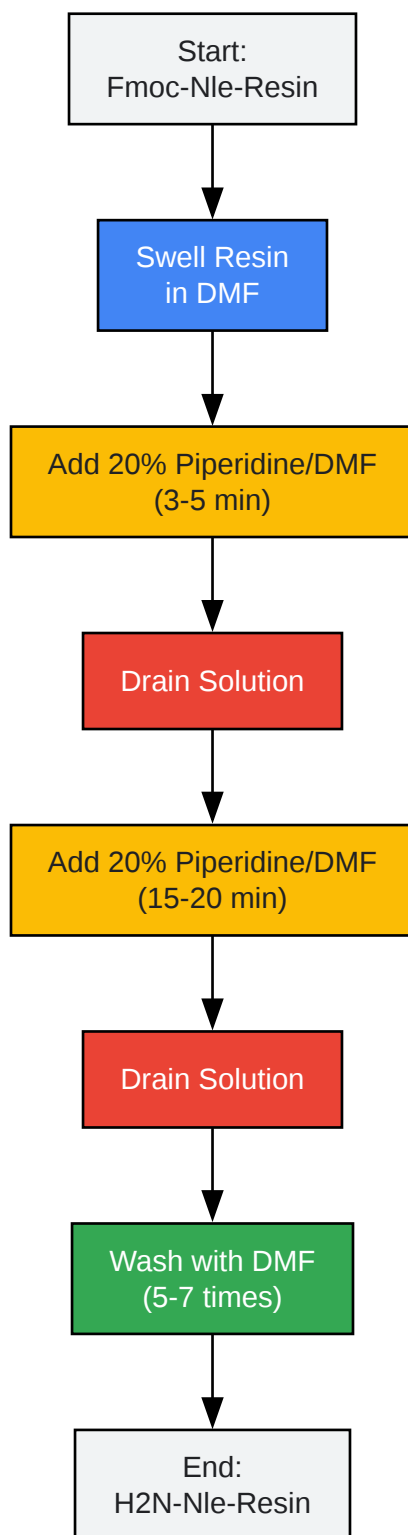 Start:
Fmoc-Nle-Resin
Swell Resin
in DMF
Add 20% Piperidine/DMF
(3-5 min)
Drain Solution
Add 20% Piperidine/DMF
(15-20 min)
Drain Solution
Wash with DMF
(5-7 times)
End:
H2N-Nle-Resin